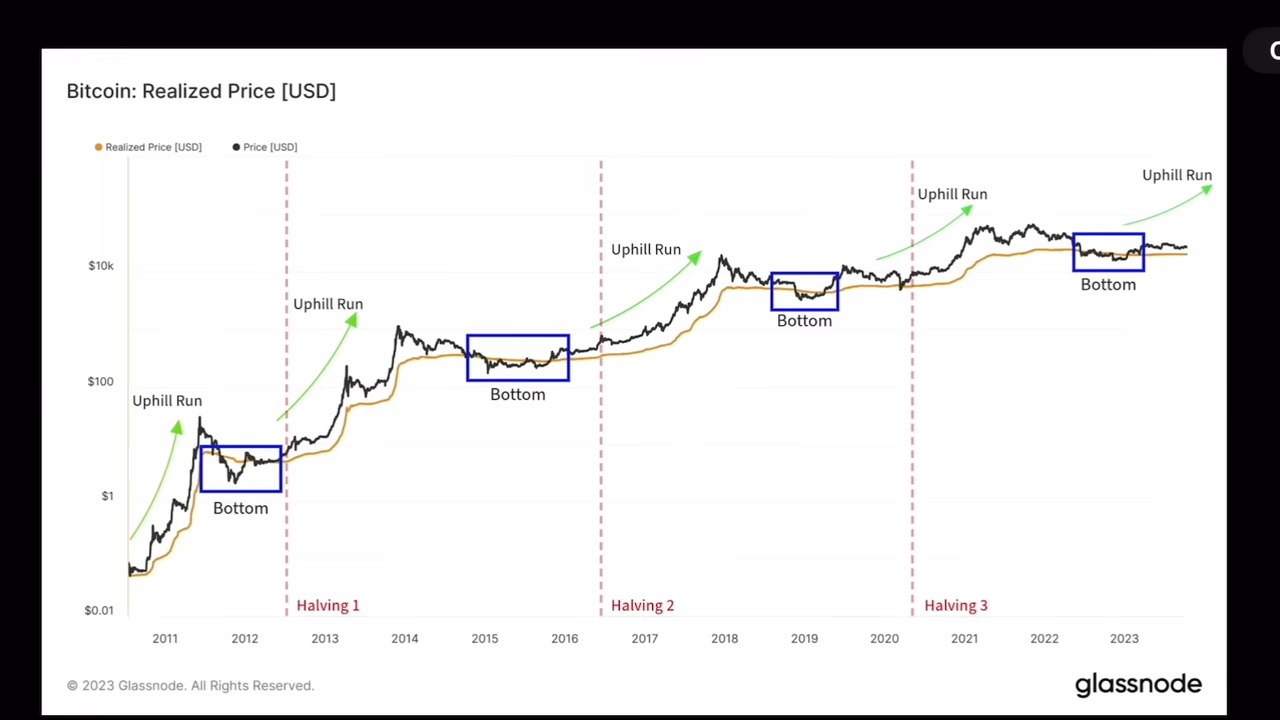 Bitcoin: Realized Price [USD]
Realized Price [USD]
Price [USD]
Uphill Run
Uphill Run
Uphill Run
Uphill Run
Uphill Run
$10k
$100
$1
$0.01
Bottom
Bottom
Bottom
Bottom
Halving 1
Halving 2
Halving 3
2011 2012 2013 2014 2015 2016 2017 2018 2019 2020 2021 2022 2023
© 2023 Glassnode. All Rights Reserved.
glassnode